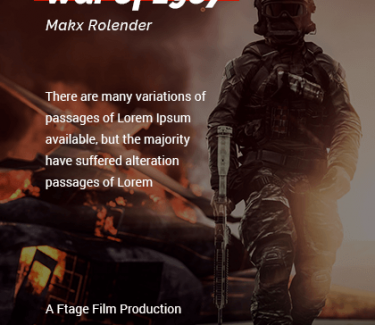 Makx Rolender
There are many variations of
passages of Lorem Ipsum
available, but the majority
have suffered alteration
passages of Lorem
A Ftage Film Production